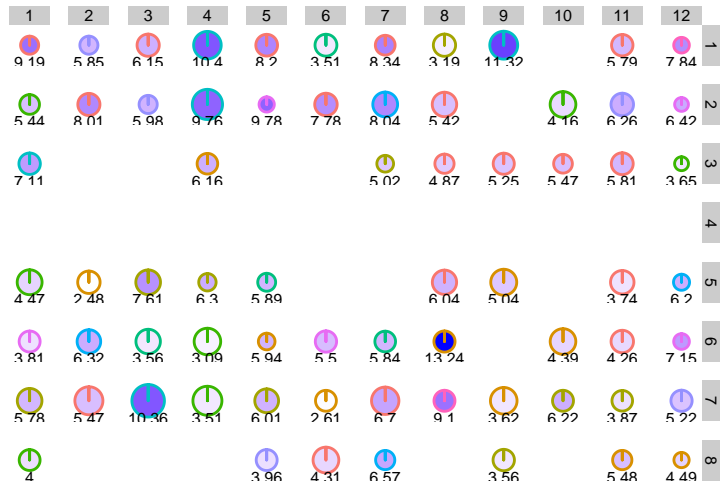 1 2 3 4 5 6 7 8 9 10 11 12
9.19 5.85 6.15 10.4 8.2 3.51 8.34 3.19 11.32 5.79 7.84 1
5.44 8.01 5.98 9.76 9.78 7.78 8.04 5.42 4.16 6.26 6.42 2
7.11 6.16 5.02 4.87 5.25 5.47 5.81 3.65 3
4
4.47 2.48 7.61 6.3 5.89 6.04 5.04 3.74 6.2 5
3.81 6.32 3.56 3.09 5.94 5.5 5.84 13.24 4.39 4.26 7.15 6
5.78 5.47 10.36 3.51 6.01 2.61 6.7 9.1 3.62 6.22 3.87 5.22 7
4 3.96 4.31 6.57 3.56 5.48 4.49 8